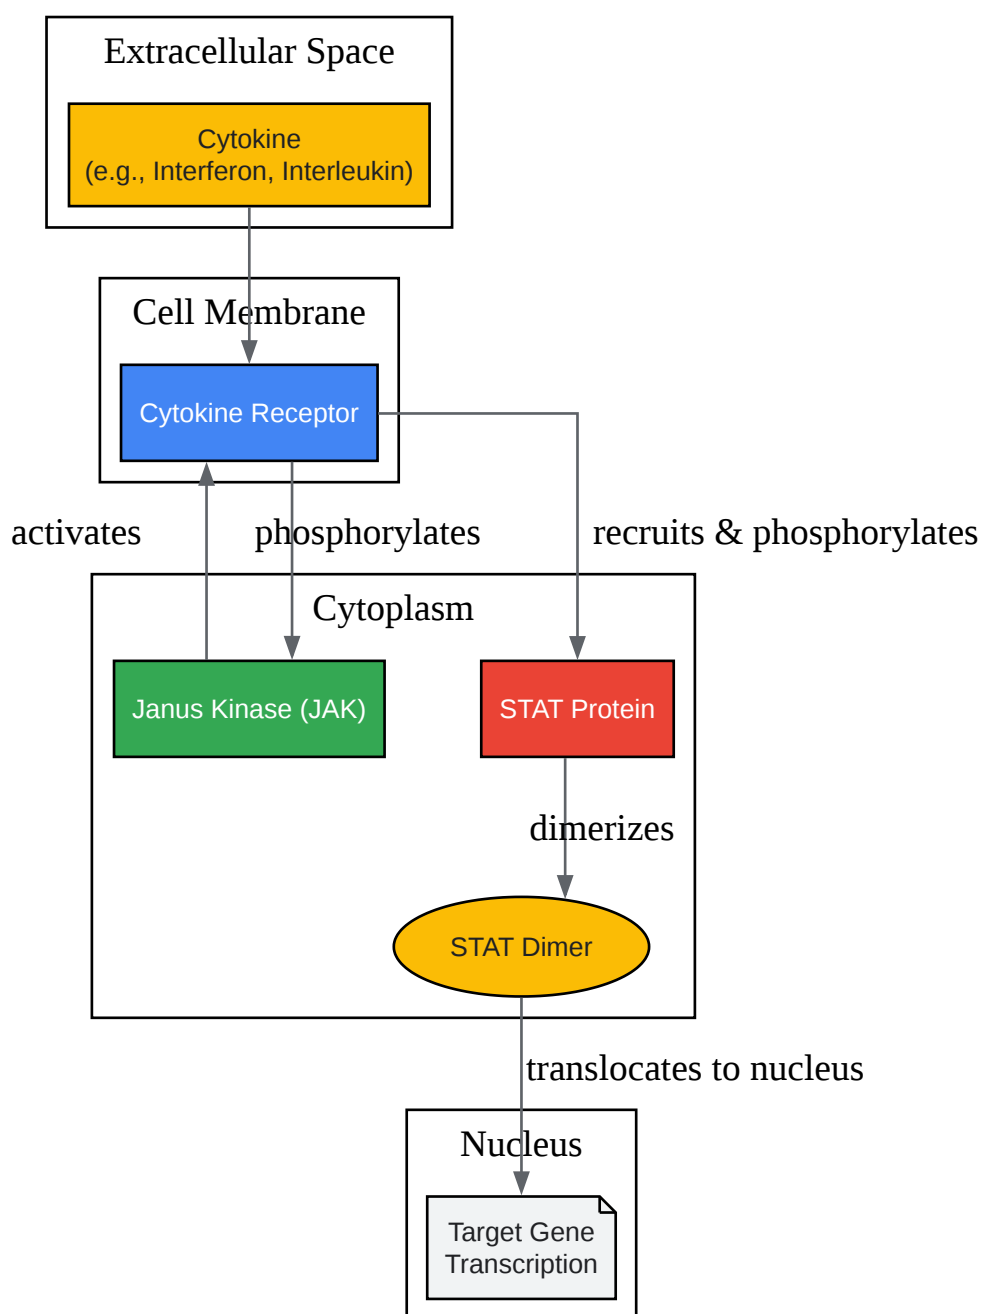 Extracellular Space
Cytokine
(e.g., Interferon, Interleukin)
Cell Membrane
Cytokine Receptor
activates
phosphorylates
recruits & phosphorylates
Cytoplasm
Janus Kinase (JAK)
STAT Protein
dimerizes
STAT Dimer
translocates to nucleus
Nucleus
Target Gene
Transcription